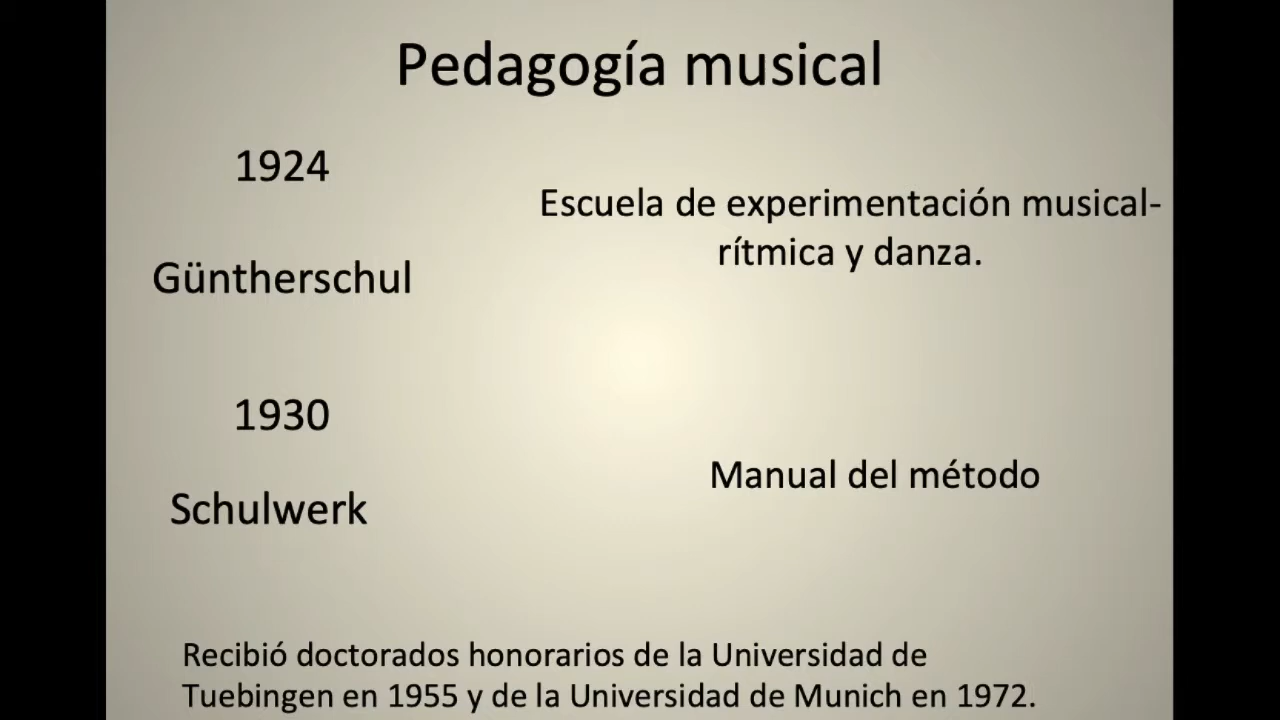 Pedagogía musical
1924
Escuela de experimentación musical-
rítmica y danza.
Güntherschul
1930
Manual del método
Schulwerk
Recibió doctorados honorarios de la Universidad de
Tuebingen en 1955 y de la Universidad de Munich en 1972.